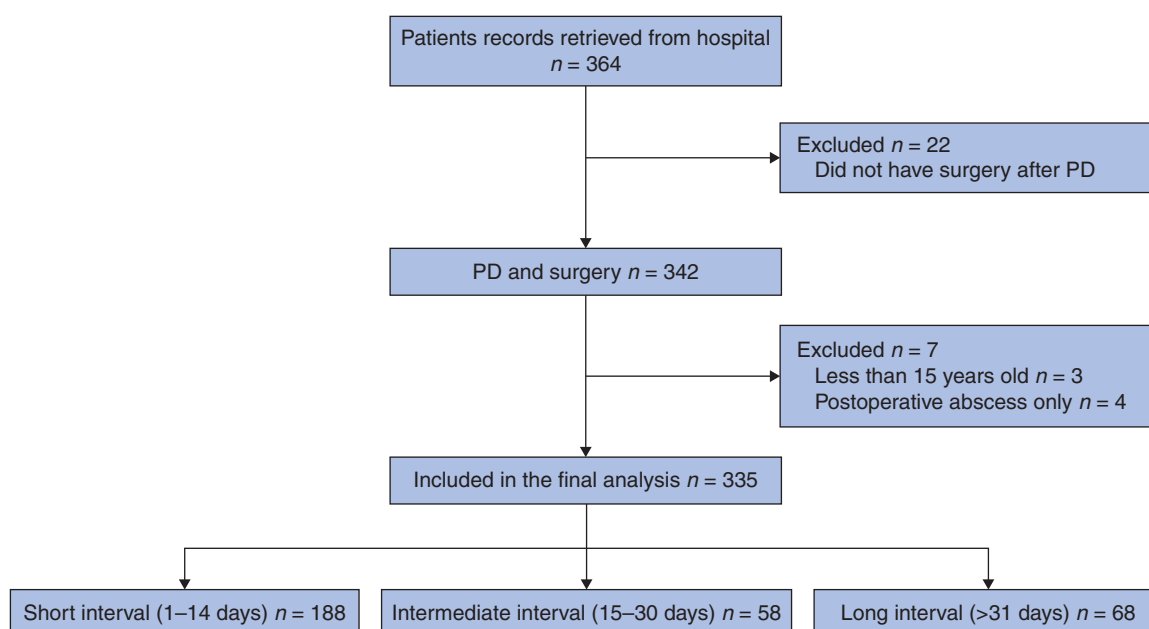 Patients records retrieved from hospital
n = 364
Excluded n = 22
Did not have surgery after PD
PD and surgery n = 342
Excluded n = 7
Less than 15 years old n = 3
Postoperative abscess only n = 4
Included in the final analysis n = 335
Short interval (1–14 days) n = 188
Intermediate interval (15–30 days) n = 58
Long interval (>31 days) n = 68